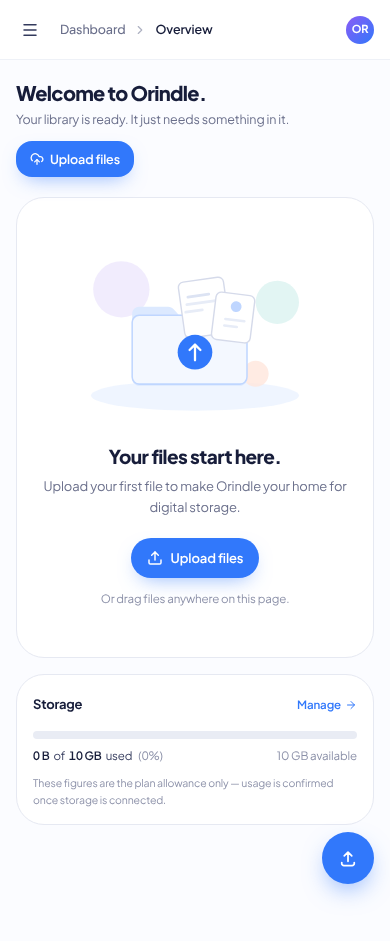 Dashboard > Overview
OR
Welcome to Orindle.
Your library is ready. It just needs something in it.
Upload files
Your files start here.
Upload your first file to make Orindle your home for
digital storage.
Upload files
Or drag files anywhere on this page.
Storage
Manage →
0 B of 10 GB used (0%)
10 GB available
These figures are the plan allowance only — usage is confirmed
once storage is connected.